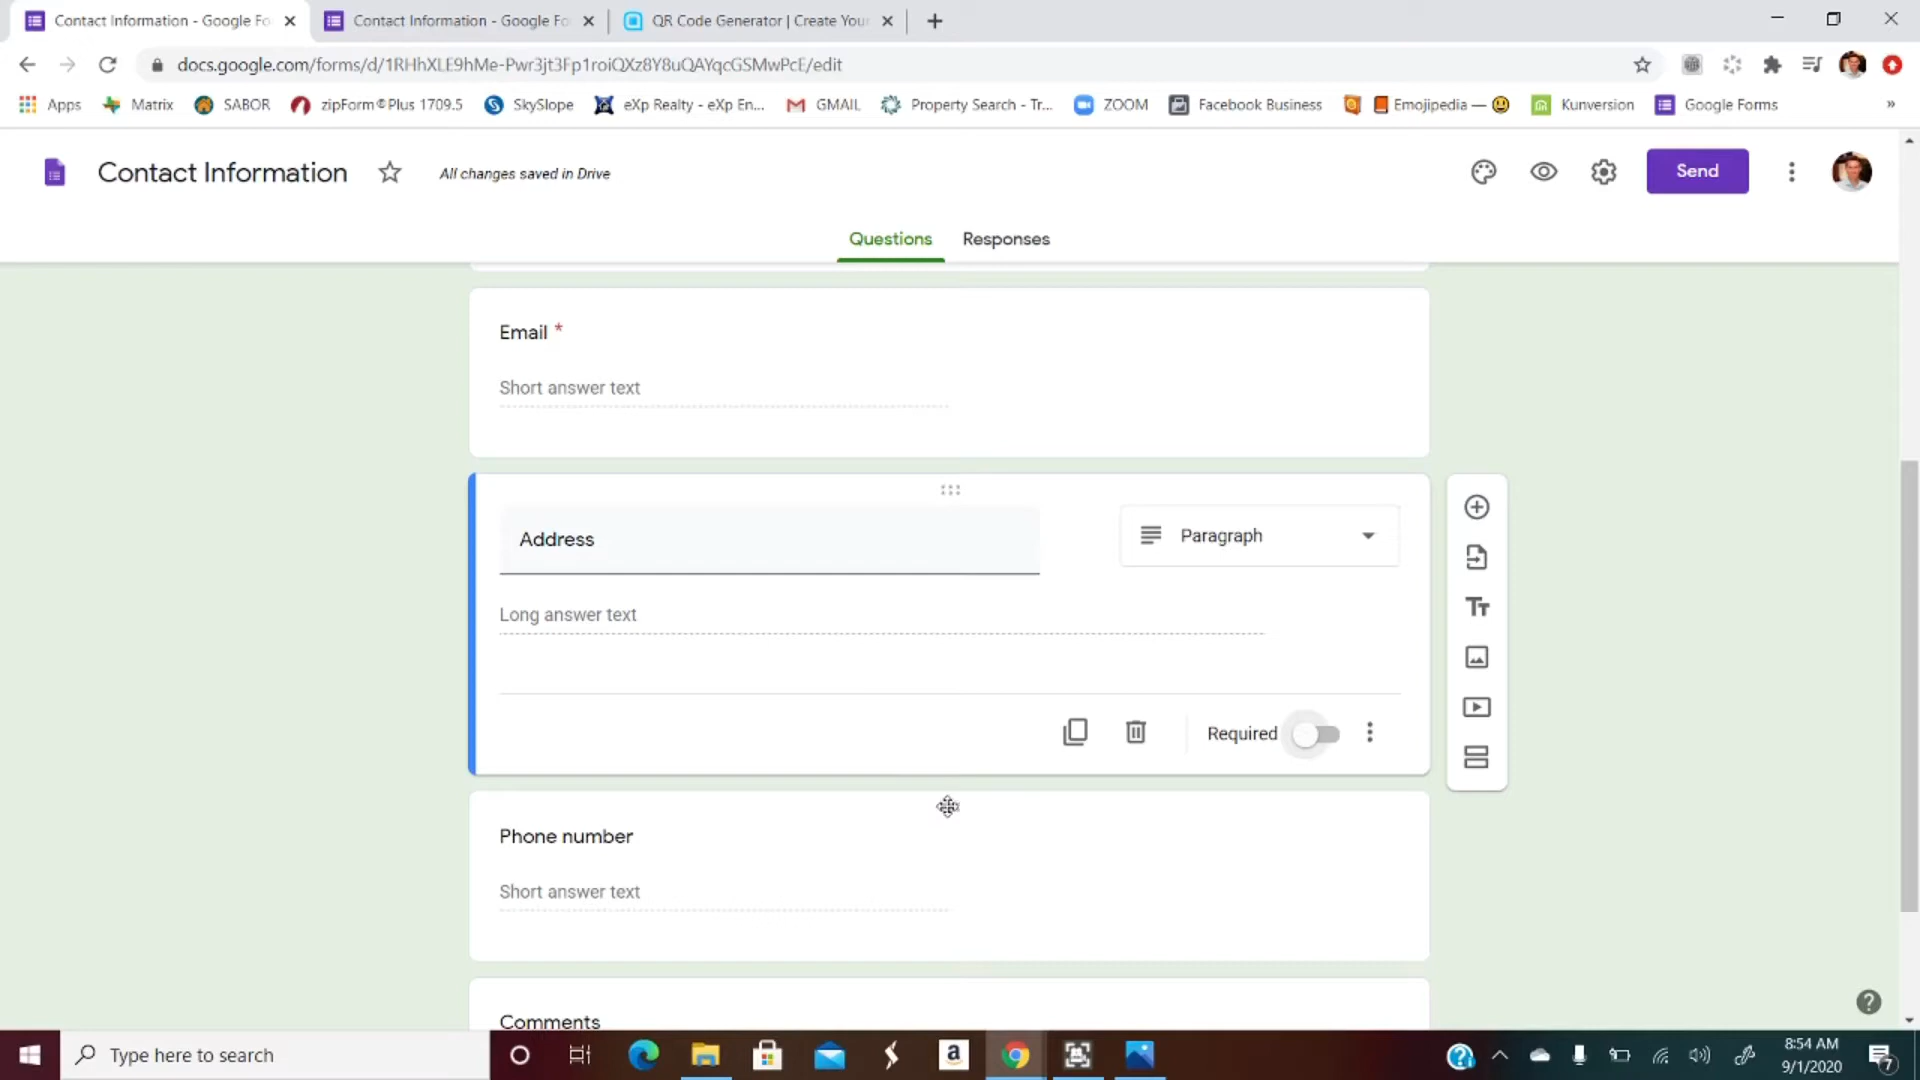 Contact Information - Google Fo
Contact Information - Google Fo
QR Code Generator | Create Your
docs.google.com/forms/d/1RHhXLE9hMe-Pwr3jt3Fp1roiQXz8Y8uQAYqcGSMwPcE/edit
Apps
Matrix
SABOR
zipForm®Plus 1709.5
SkySlope
eXp Realty - eXp En...
GMAIL
Property Search - Tr...
ZOOM
Facebook Business
Emojipedia — 😃
Kunversion
Google Forms
»
Contact Information
All changes saved in Drive
Send
Questions
Responses
Email *
Short answer text
Address
Paragraph
Long answer text
Required
Phone number
Short answer text
Comments
Type here to search
8:54 AM
9/1/2020
7